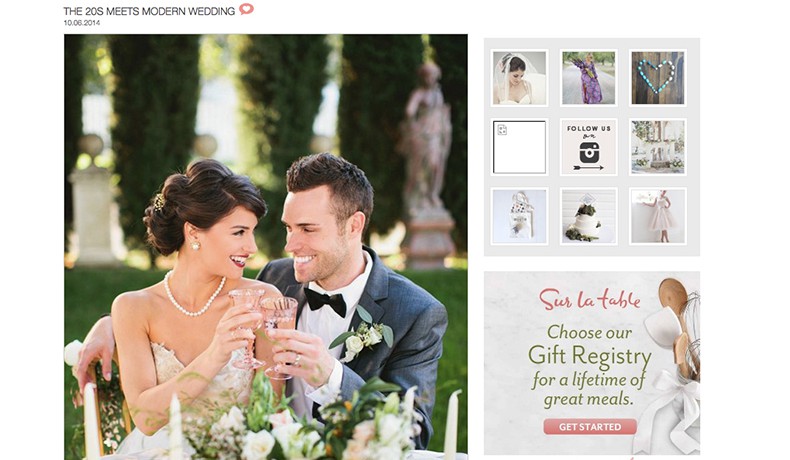 THE 20S MEETS MODERN WEDDING
10.06.2014
FOLLOW US
on
Sur la table
Choose our
Gift Registry
for a lifetime of
great meals.
GET STARTED